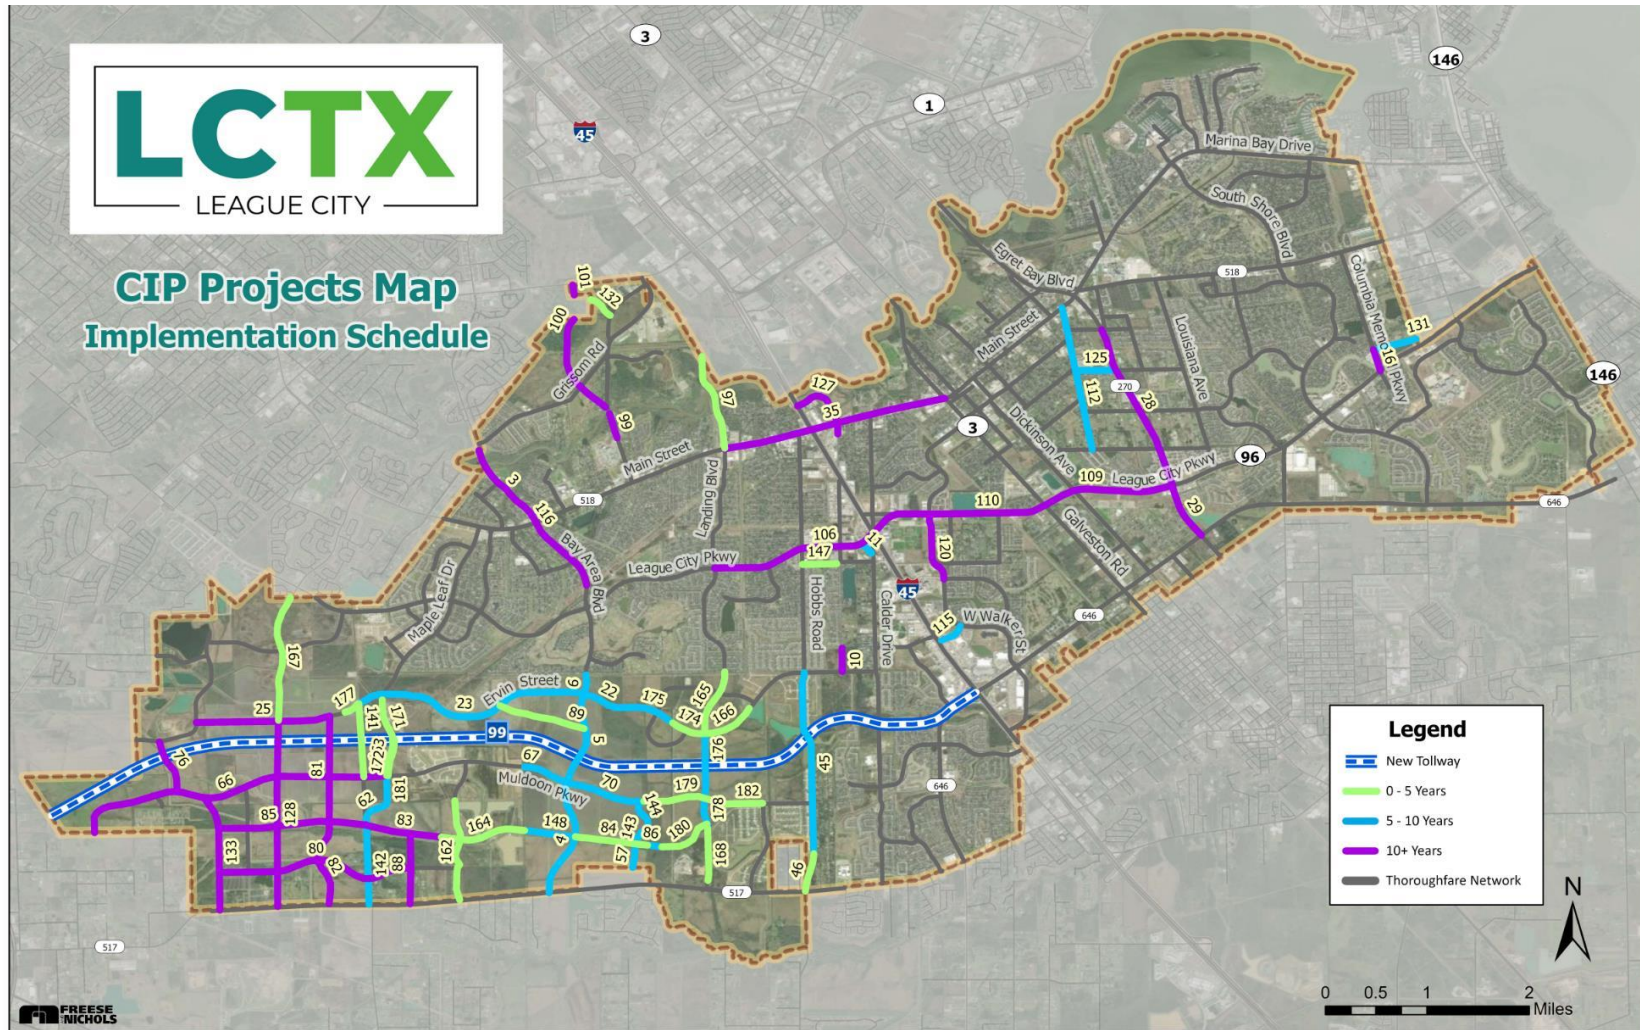 LCTX
LEAGUE CITY
CIP Projects Map
Implementation Schedule
3
45
1
146
Marina Bay Drive
South Shore Blvd
Egret Bay Blvd
518
Columbia Memorial Pkwy
Louisiana Ave
Main Street
101
132
100
Grissom Rd
99
97
127
35
125
112
270
28
131
161
146
3
Dickinson Ave
96
League City Pkwy
109
110
29
646
Main Street
518
Landing Blvd
3
116
Bay Area Blvd
Maple Leaf Dr
League City Pkwy
106
147
11
120
Galveston Rd
45
Hobbs Road
Calder Drive
115
W Walker St
646
10
167
25
177
141
171
23
Ervin Street
6
22
175
165
174
166
89
99
5
176
45
76
172
73
81
66
67
Muldoon Pkwy
70
179
182
181
62
144
178
85
128
83
164
148
84
143
86
180
4
133
80
82
142
88
162
57
168
46
517
517
646
Legend
New Tollway
0 - 5 Years
5 - 10 Years
10+ Years
Thoroughfare Network
N
0 0.5 1 2
Miles
FREESE
NICHOLS